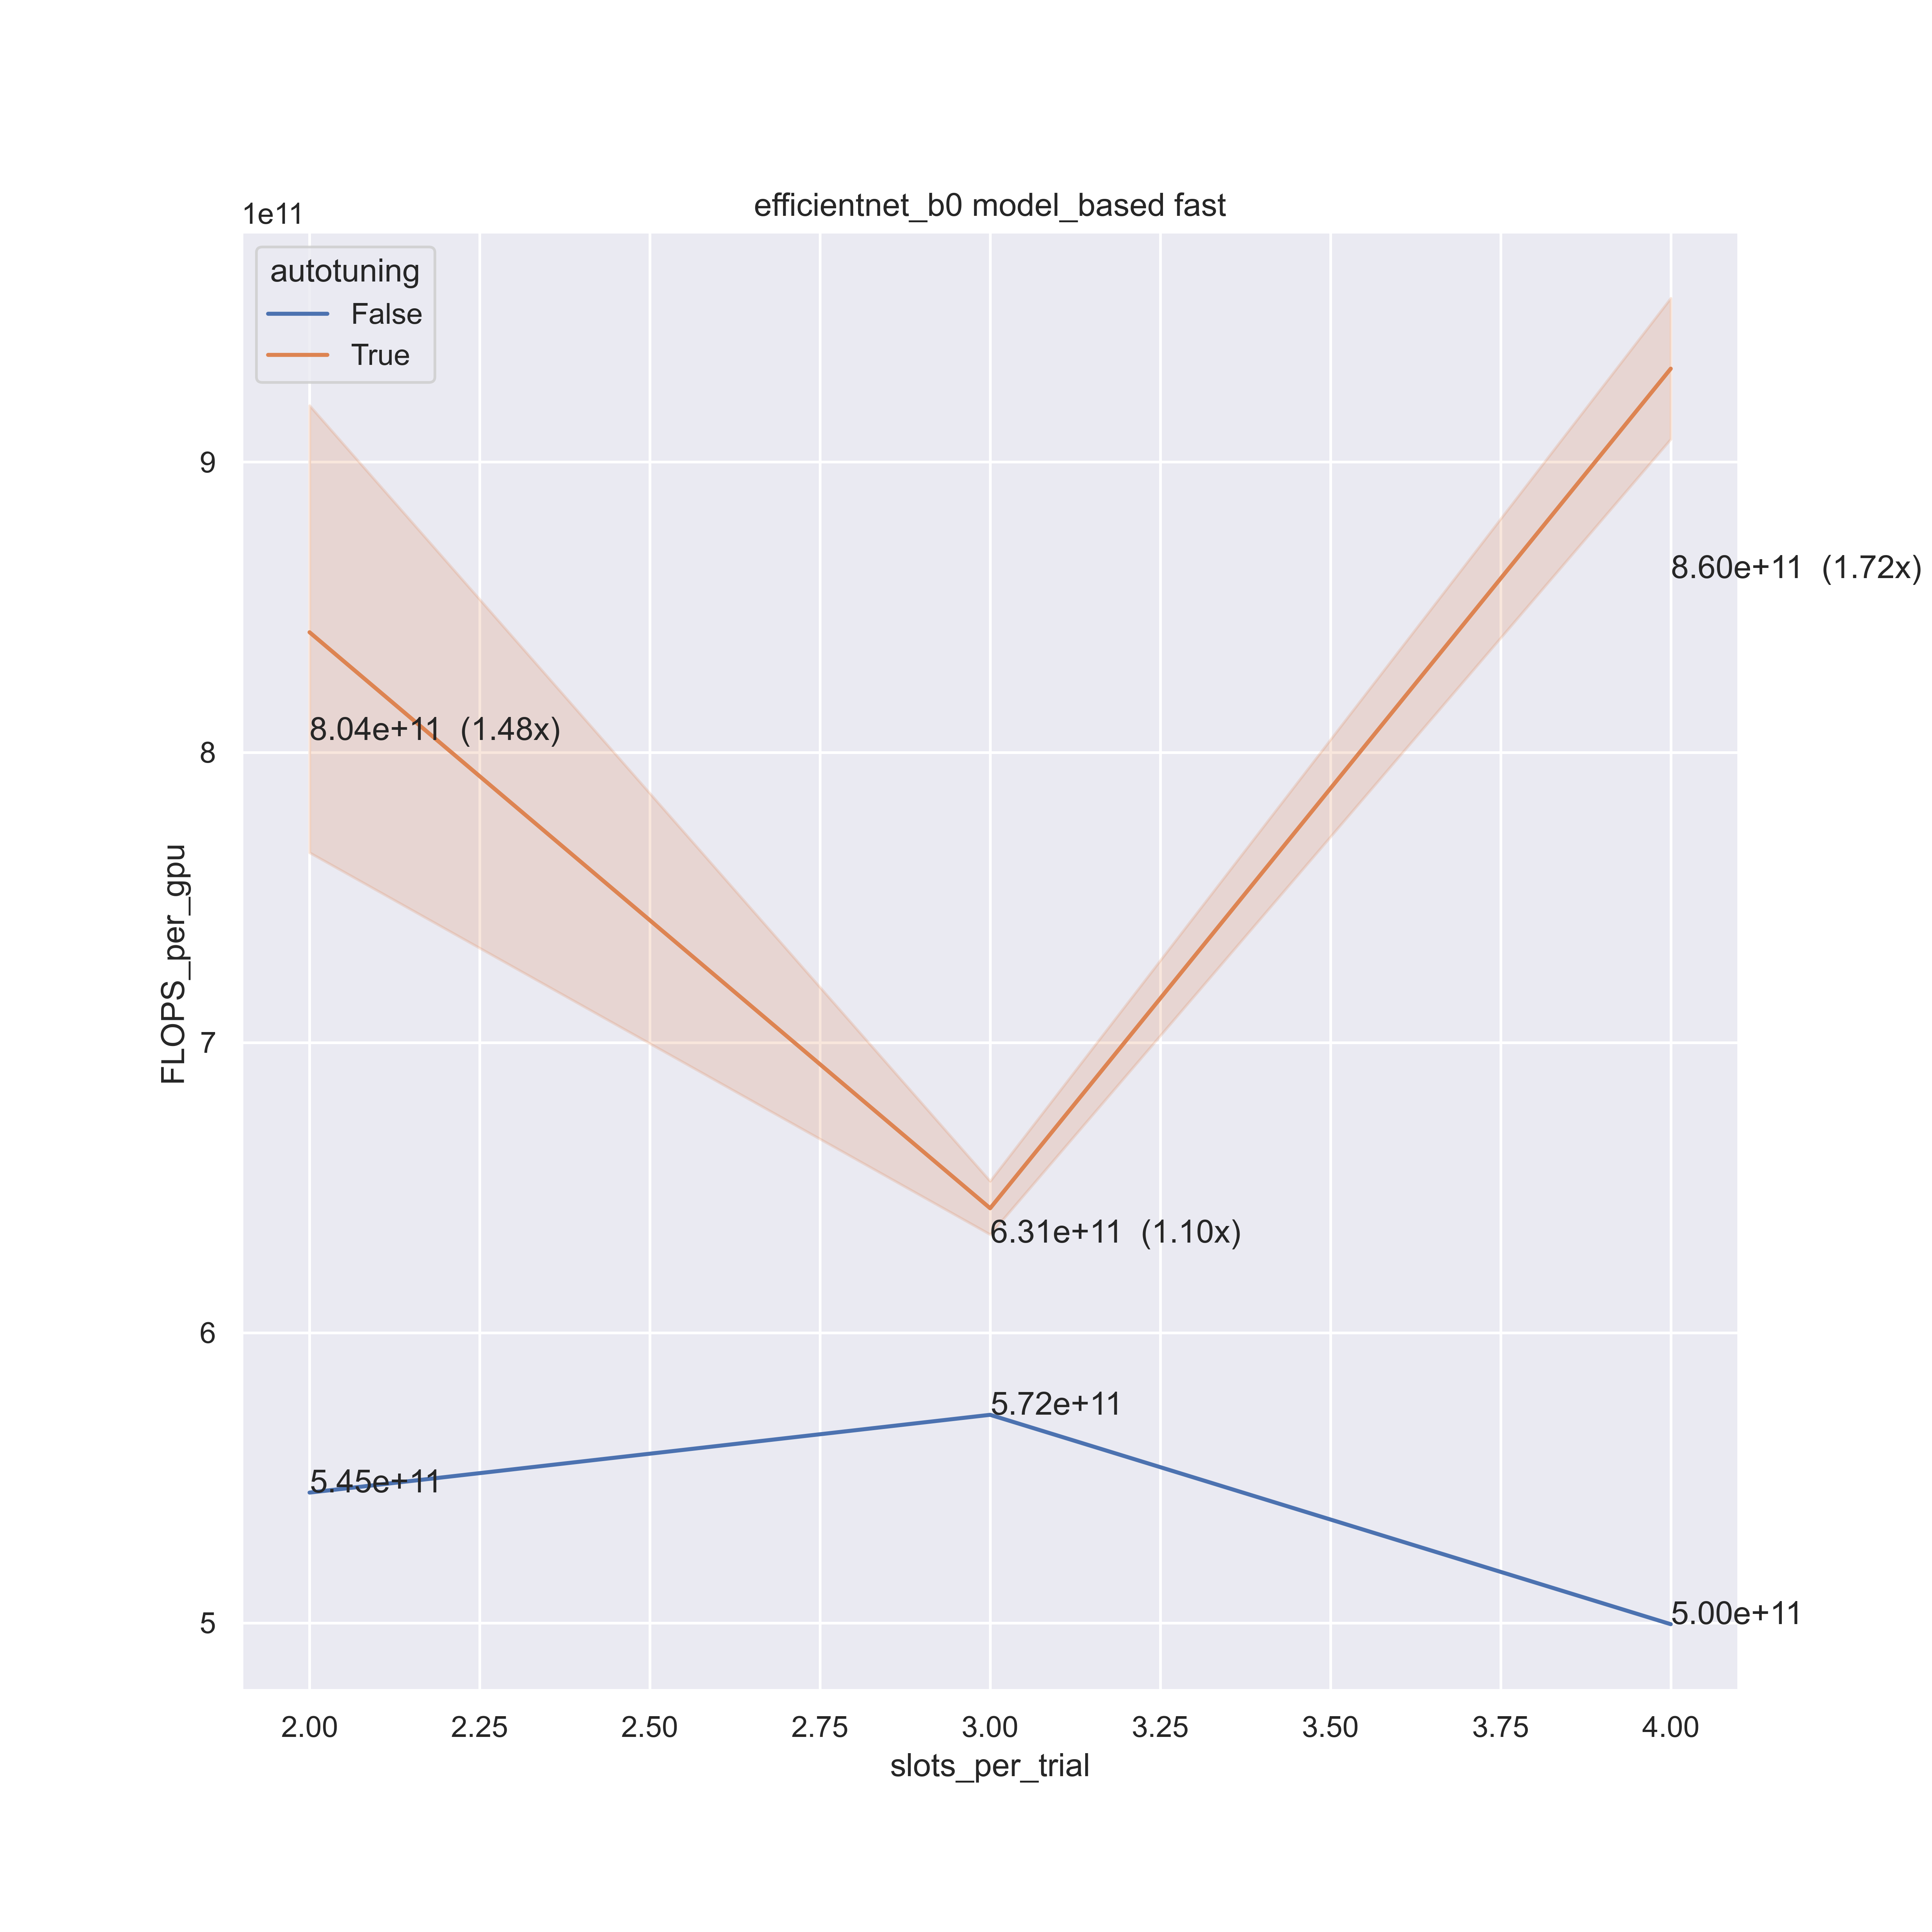 efficientnet_b0 model_based fast
1e11
autotuning
False
True
9
8.60e+11 (1.72x)
8.04e+11 (1.48x)
8
FLOPS_per_gpu
7
6.31e+11 (1.10x)
6
5.72e+11
5.45e+11
5.00e+11
5
2.00 2.25 2.50 2.75 3.00 3.25 3.50 3.75 4.00
slots_per_trial